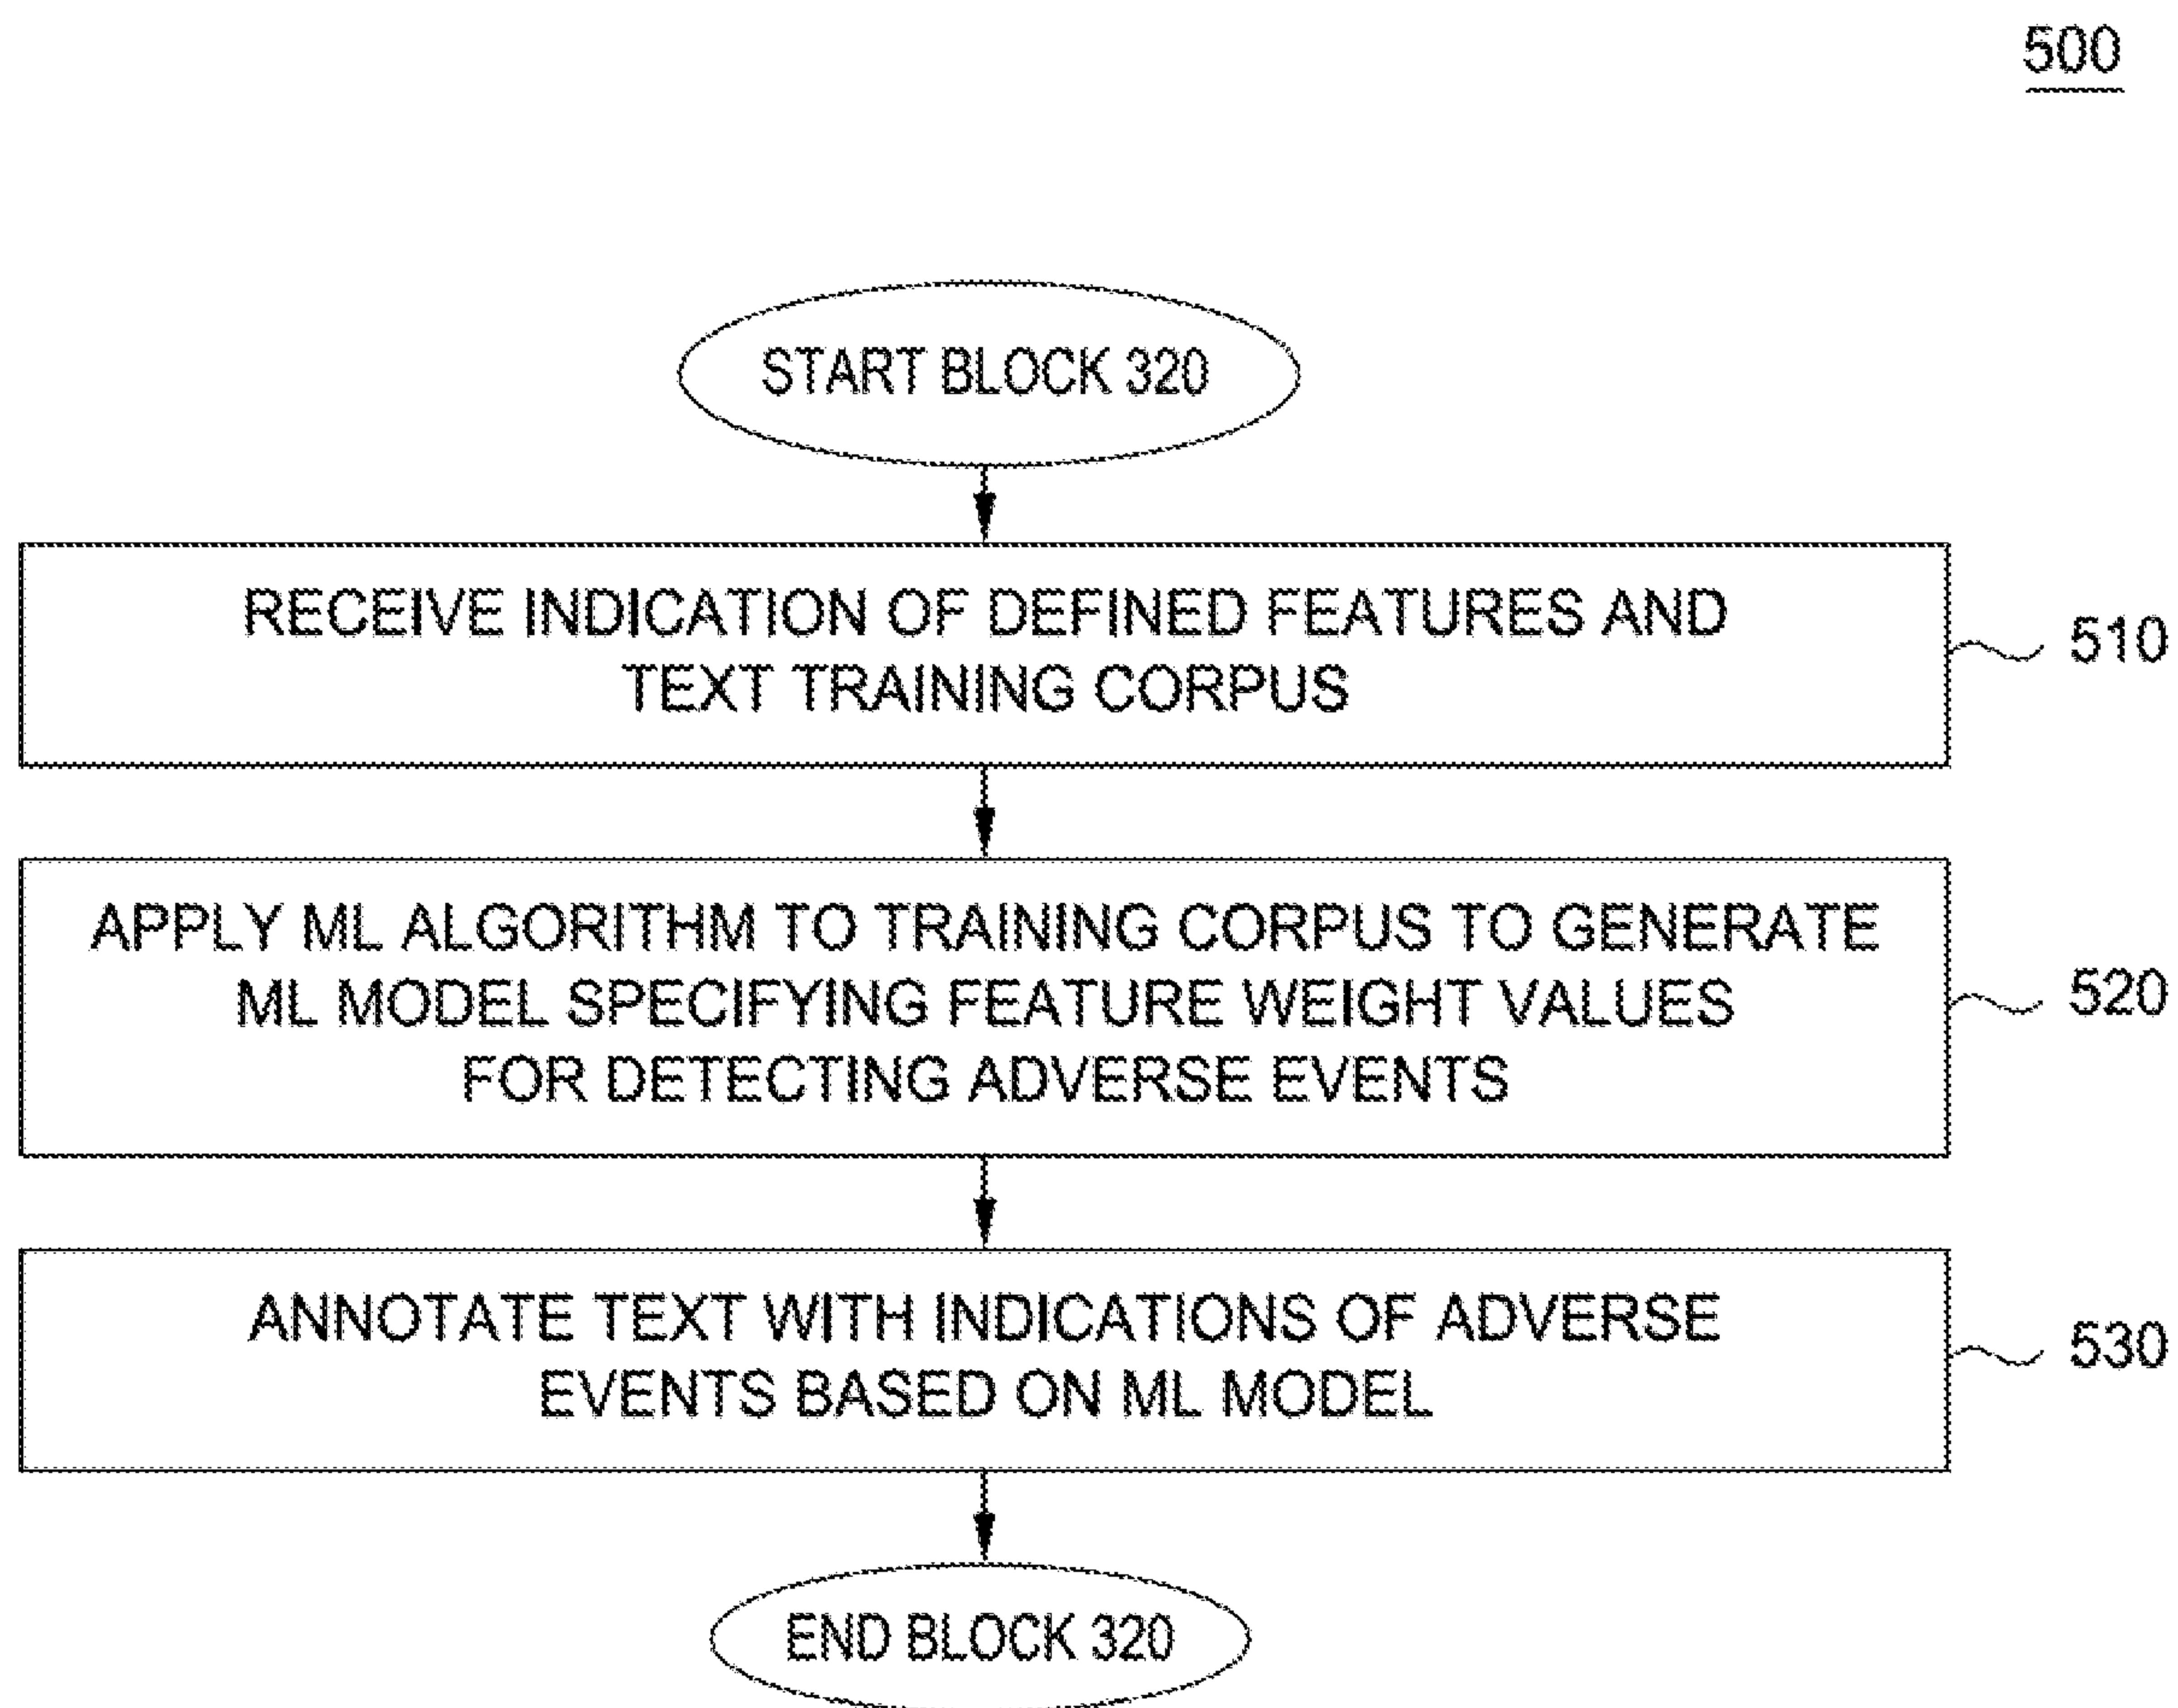 500
START BLOCK 320
RECEIVE INDICATION OF DEFINED FEATURES AND
TEXT TRAINING CORPUS
510
APPLY ML ALGORITHM TO TRAINING CORPUS TO GENERATE
ML MODEL SPECIFYING FEATURE WEIGHT VALUES
FOR DETECTING ADVERSE EVENTS
520
ANNOTATE TEXT WITH INDICATIONS OF ADVERSE
EVENTS BASED ON ML MODEL
530
END BLOCK 320